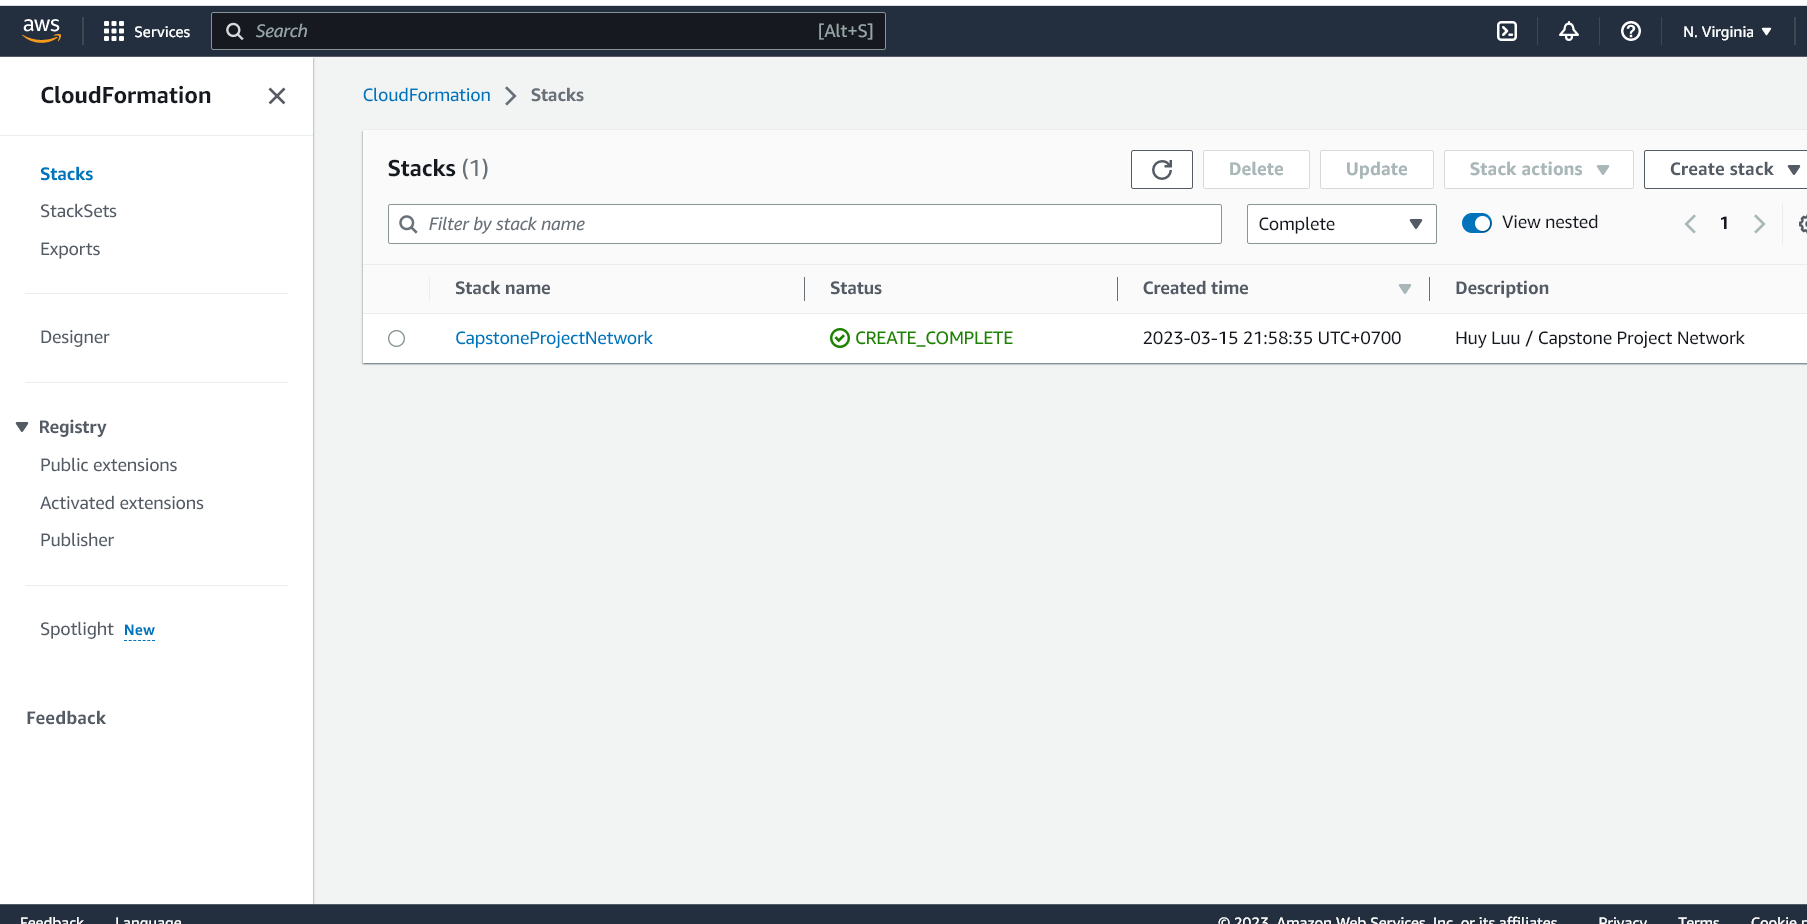 aws
Services
Search
[Alt+S]
N. Virginia
CloudFormation
Stacks
StackSets
Exports
Designer
Registry
Public extensions
Activated extensions
Publisher
Spotlight New
Feedback
CloudFormation > Stacks
Stacks (1)
Delete
Update
Stack actions
Create stack
Filter by stack name
Complete
View nested
1
Stack name
Status
Created time
Description
CapstoneProjectNetwork
CREATE_COMPLETE
2023-03-15 21:58:35 UTC+0700
Huy Luu / Capstone Project Network
Feedback
Language
© 2023, Amazon Web Services, Inc. or its affiliates.
Privacy
Terms
Cookie